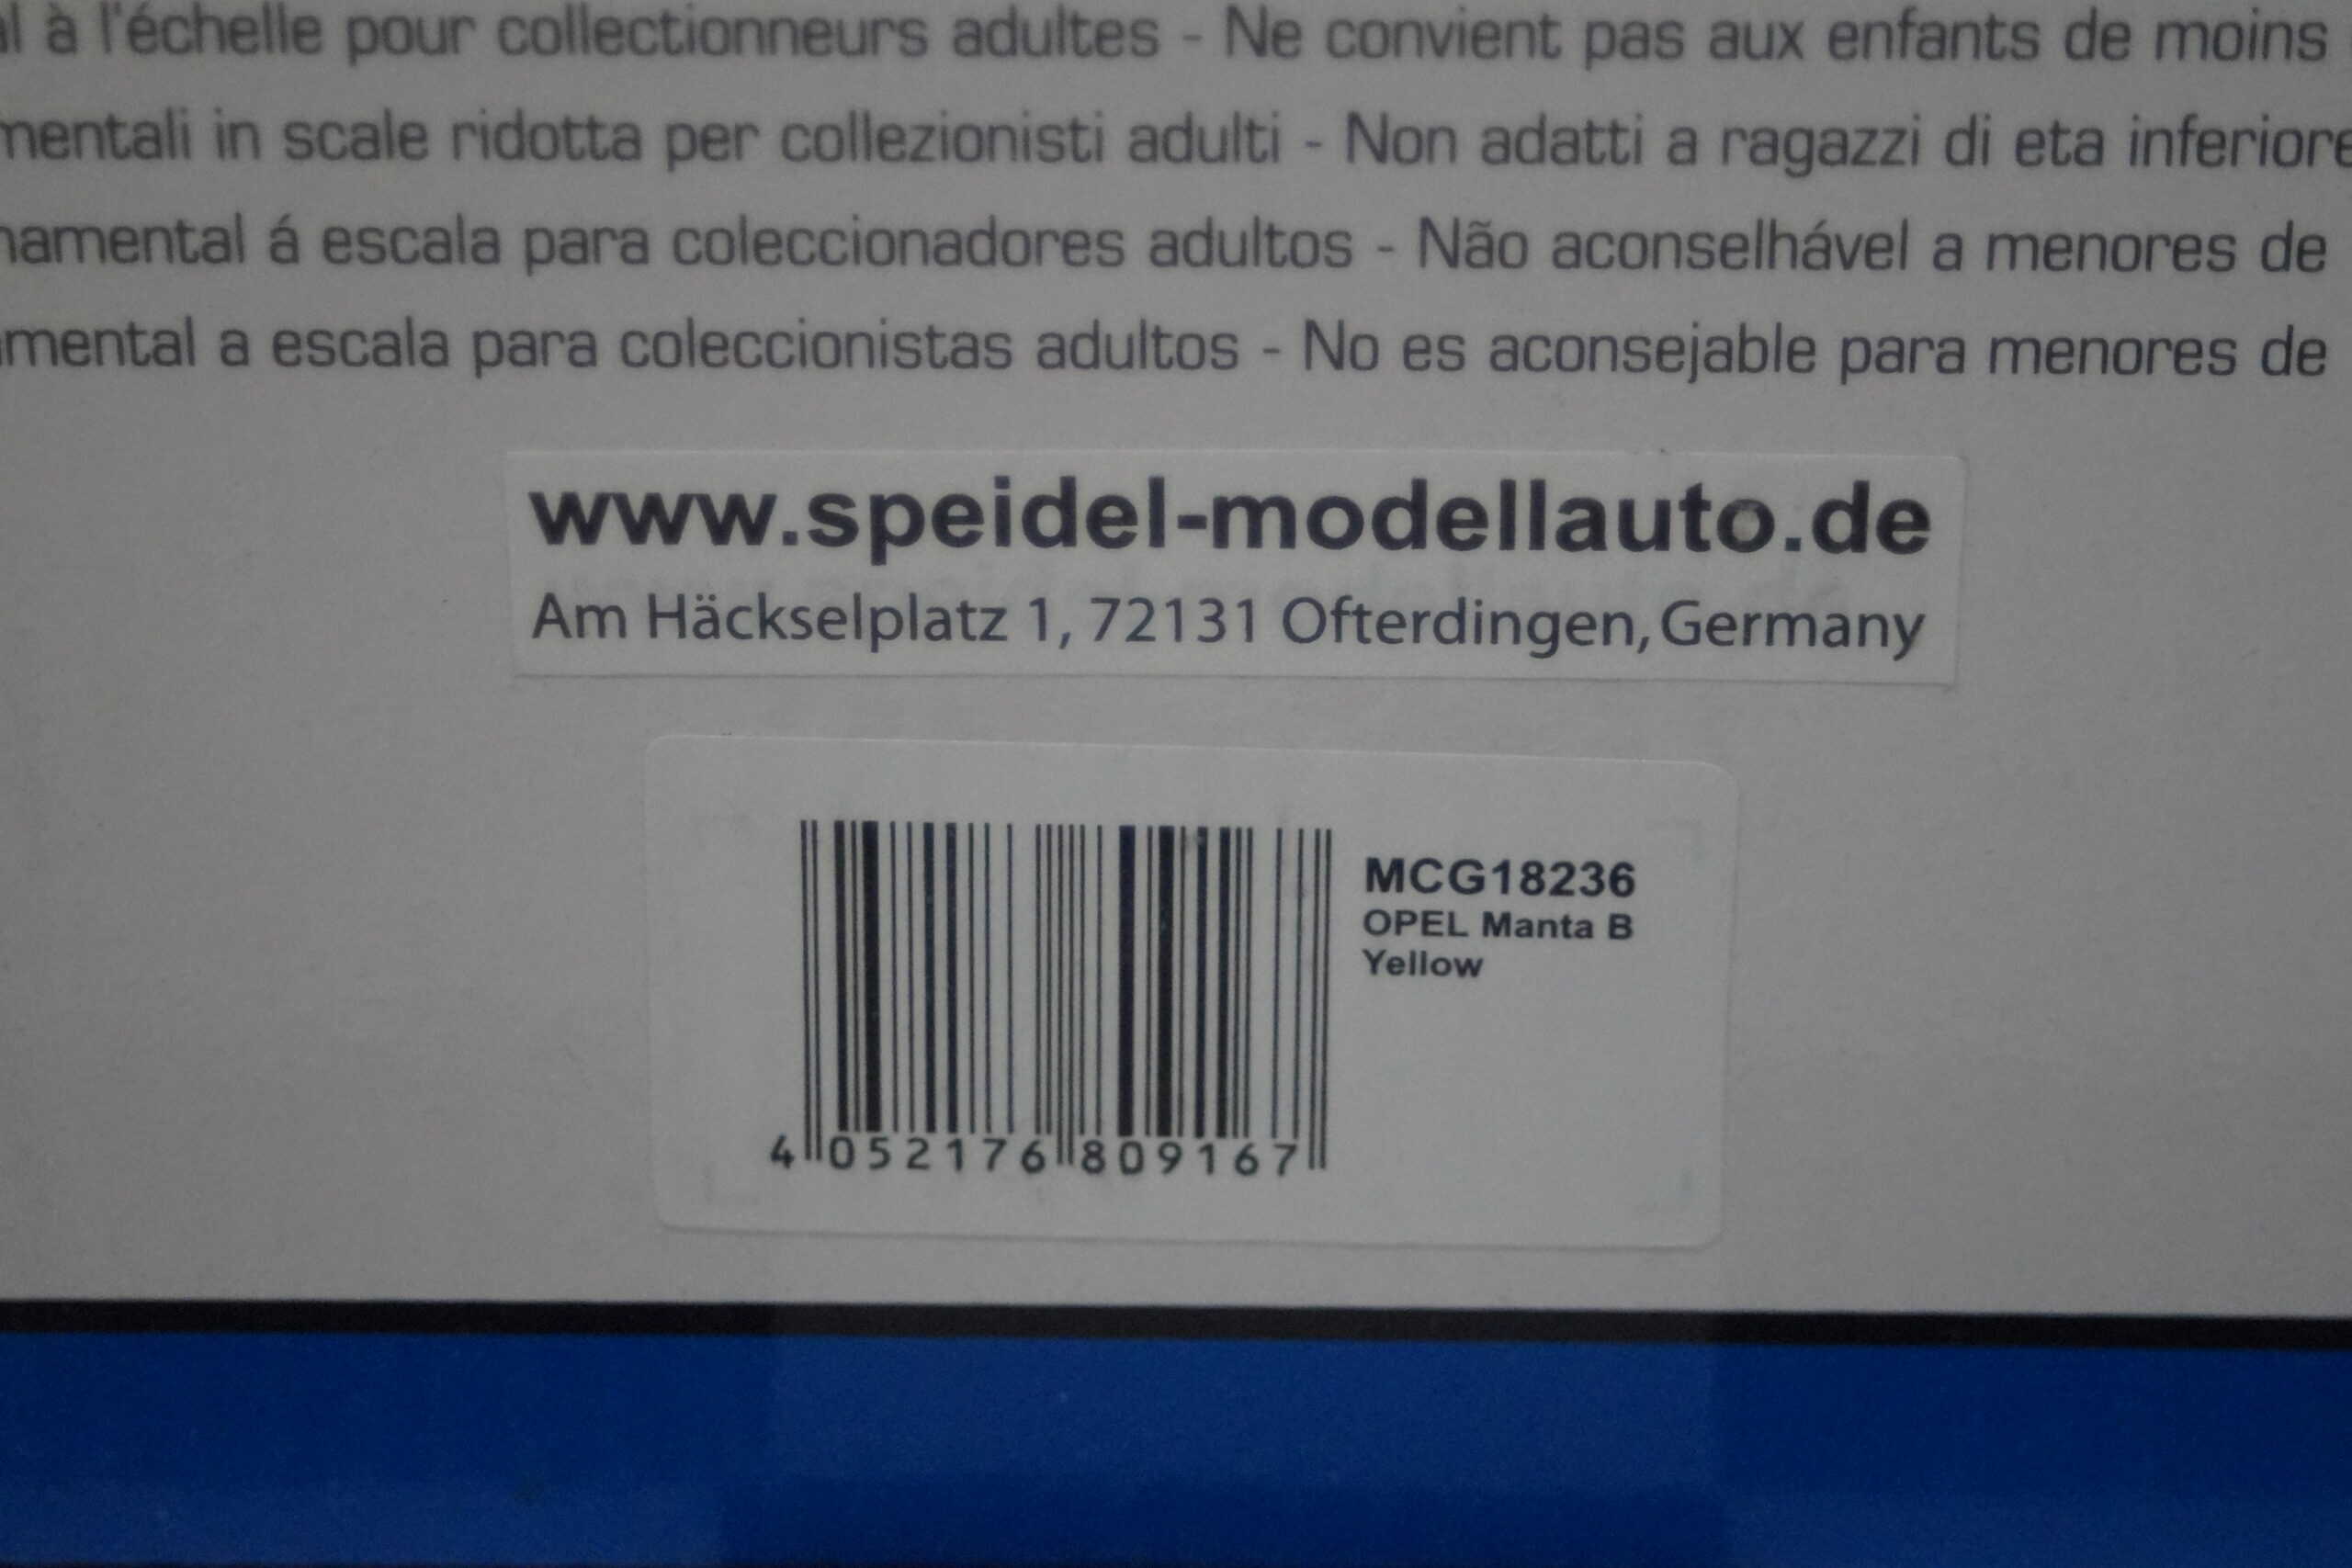 l à l'échelle pour collectionneurs adultes - Ne convient pas aux enfants de moins
mentali in scale ridotta per collezionisti adulti - Non adatti a ragazzi di eta inferiore
namental á escala para coleccionadores adultos - Não aconselhável a menores de
mental a escala para coleccionistas adultos - No es aconsejable para menores de
www.speidel-modellauto.de
Am Häckselplatz 1, 72131 Ofterdingen, Germany
MCG18236
OPEL Manta B
Yellow
4 052176 809167